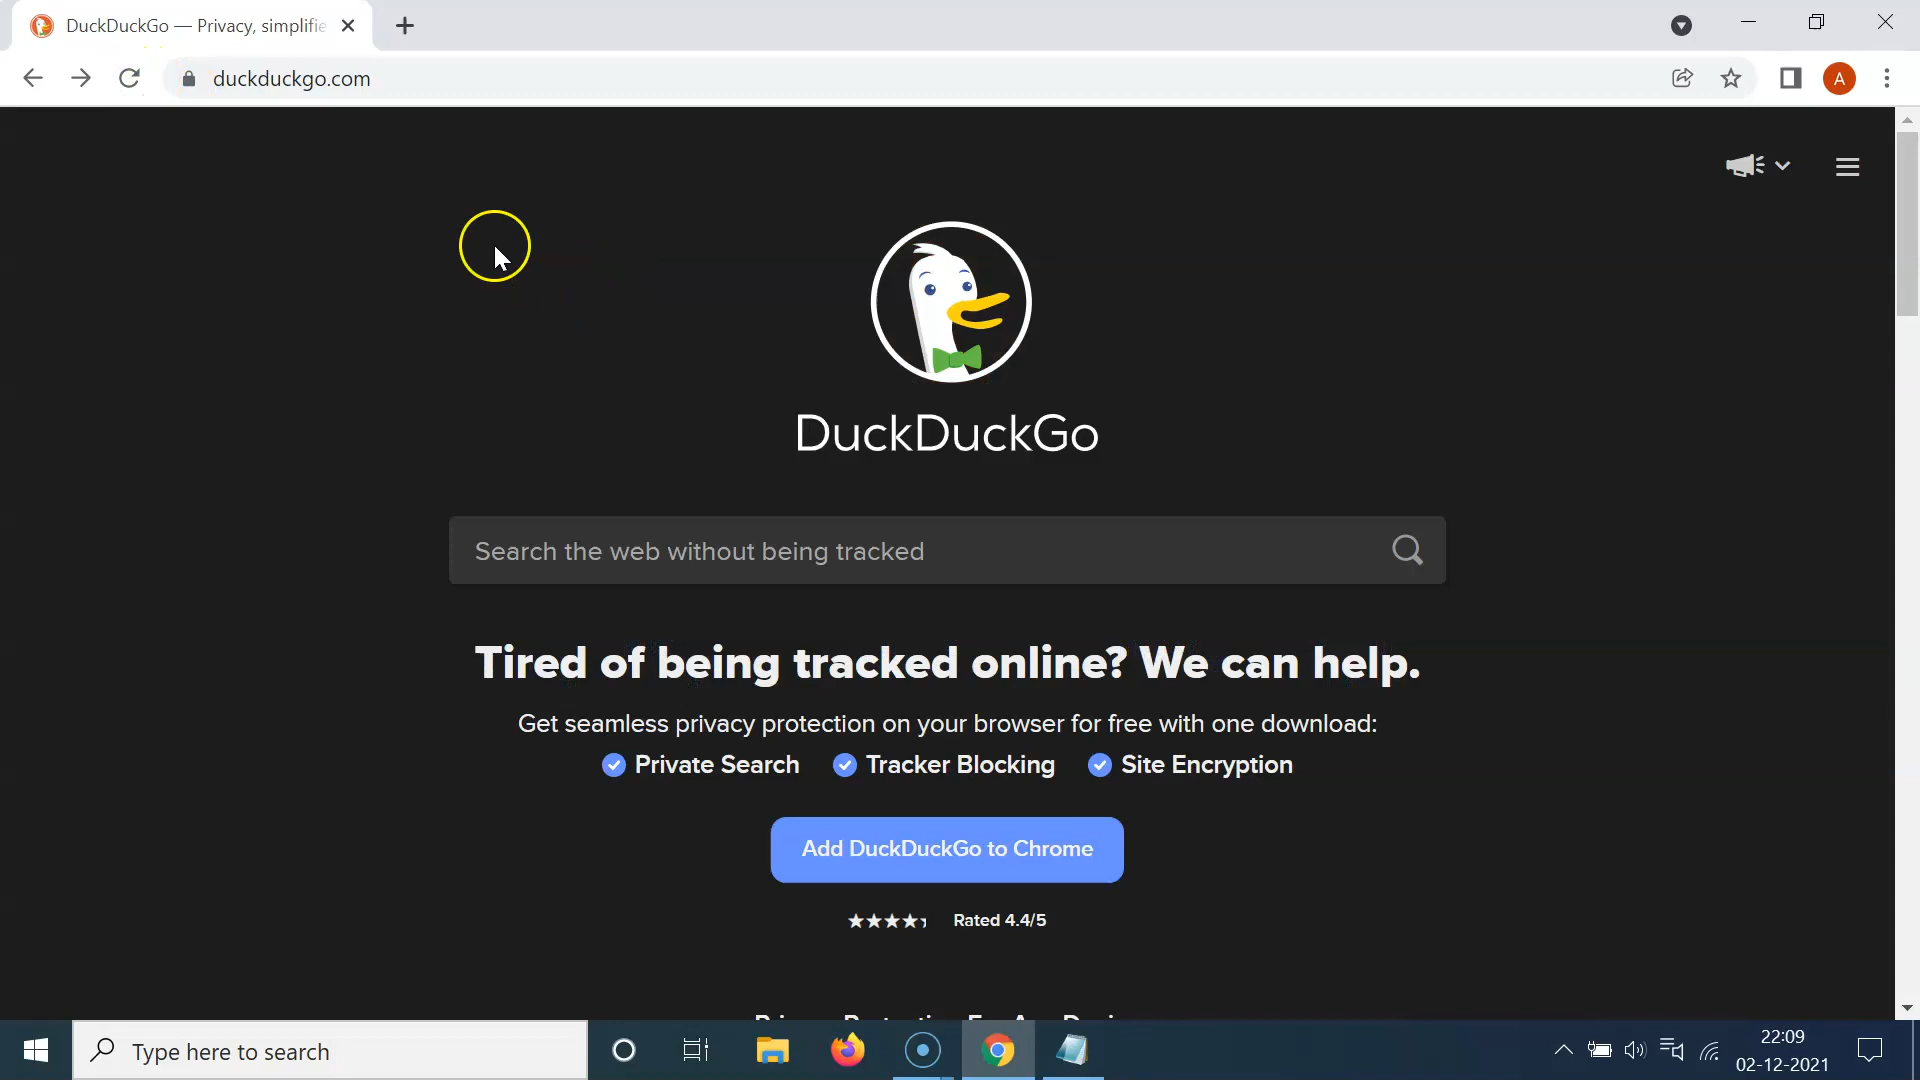 DuckDuckGo — Privacy, simplifie
duckduckgo.com
A
DuckDuckGo
Search the web without being tracked
Tired of being tracked online? We can help.
Get seamless privacy protection on your browser for free with one download:
Private Search Tracker Blocking Site Encryption
Add DuckDuckGo to Chrome
Rated 4.4/5
Type here to search
22:09
02-12-2021